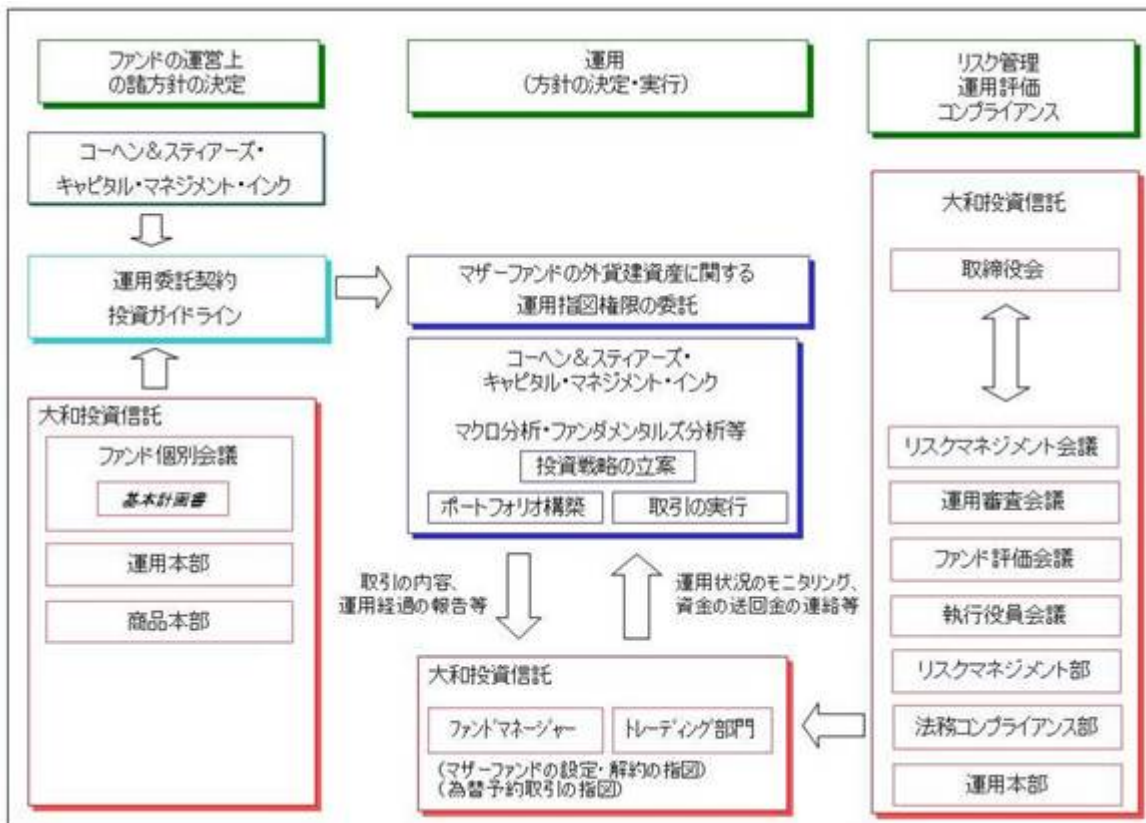 ファンドの運営上
の諸方針の決定
運用
(方針の決定・実行)
リスク管理
運用評価
コンプライアンス
コーヘン&スティアーズ・
キャピタル・マネジメント・インク
運用委託契約
投資ガイドライン
大和投資信託
ファンド個別会議
基本計画書
運用本部
商品本部
マザーファンドの外貨建資産に関する
運用指図権限の委託
コーヘン&スティアーズ・
キャピタル・マネジメント・インク
マクロ分析・ファンダメンタルズ分析等
投資戦略の立案
ポートフォリオ構築
取引の実行
取引の内容、
運用経過の報告等
運用状況のモニタリング、
資金の送回金の連絡等
大和投資信託
ファンドマネージャー
トレーディング部門
(マザーファンドの設定・解約の指図)
(為替予約取引の指図)
大和投資信託
取締役会
リスクマネジメント会議
運用審査会議
ファンド評価会議
執行役員会議
リスクマネジメント部
法務コンプライアンス部
運用本部